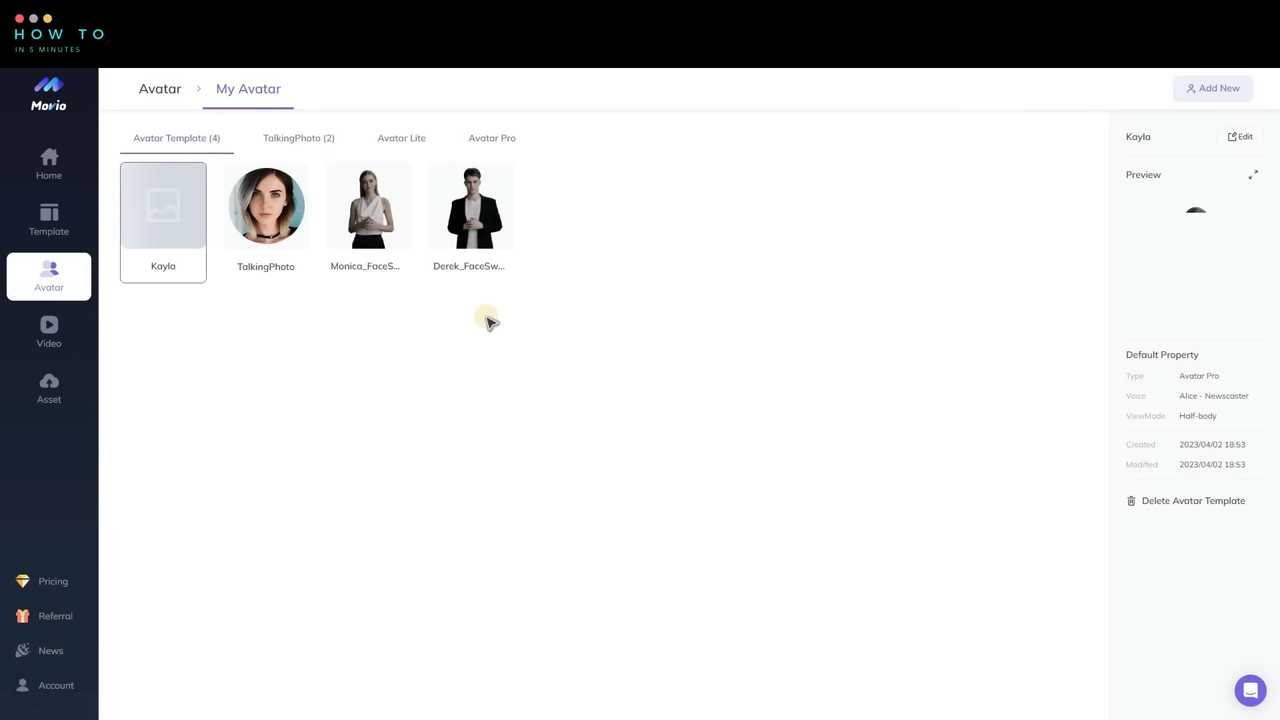 HOW TO
IN 5 MINUTES
Movio
Home
Template
Avatar
Video
Asset
Pricing
Referral
News
Account
Avatar > My Avatar
Add New
Avatar Template (4)
TalkingPhoto (2)
Avatar Lite
Avatar Pro
Kayla
TalkingPhoto
Monica_FaceS...
Derek_FaceSw...
Kayla
Edit
Preview
Default Property
Type Avatar Pro
Voice Alice - Newscaster
ViewMode Half-body
Created 2023/04/02 18:53
Modified 2023/04/02 18:53
Delete Avatar Template